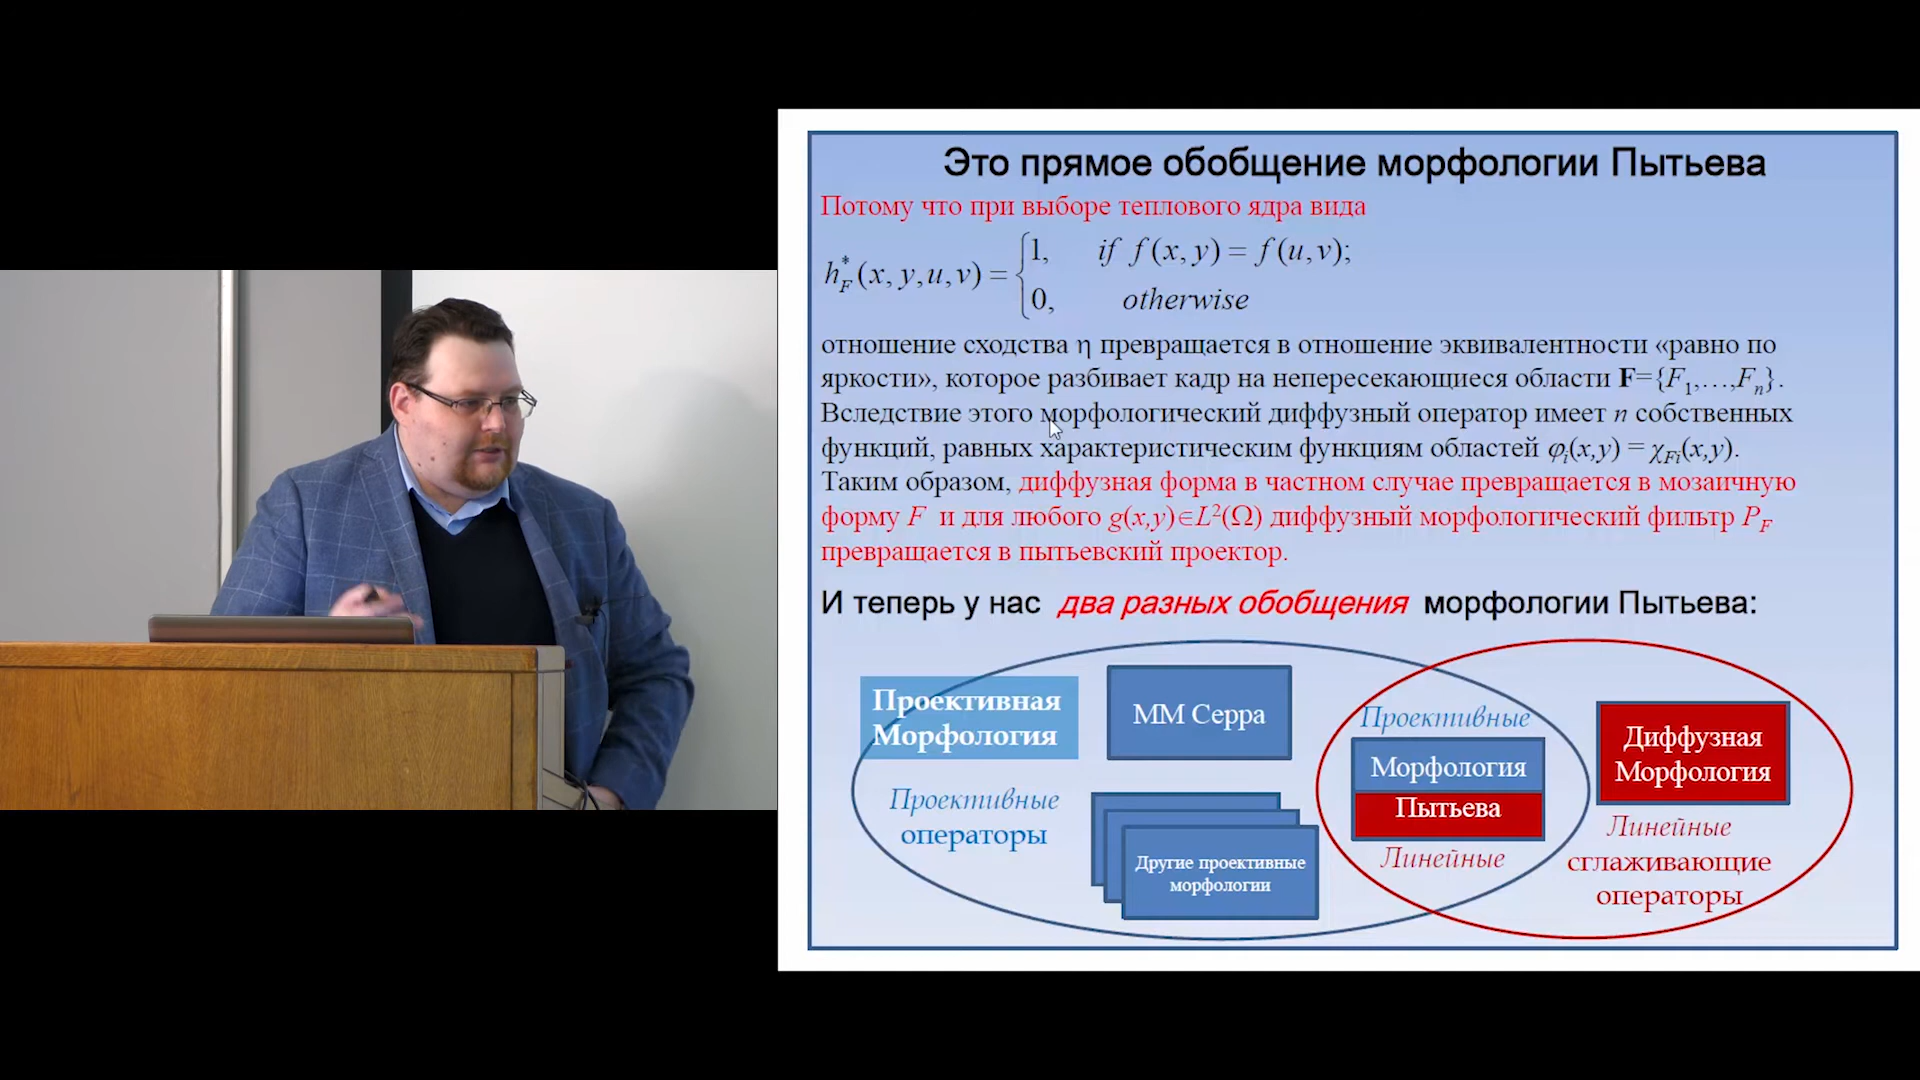 Это прямое обобщение морфологии Пытьева
Потому что при выборе теплового ядра вида
h*_F(x, y,u,v) = {1, if f(x, y) = f(u,v);
0, otherwise
отношение сходства η превращается в отношение эквивалентности «равно по
яркости», которое разбивает кадр на непересекающиеся области F={F₁,…,Fₙ}.
Вследствие этого морфологический диффузный оператор имеет n собственных
функций, равных характеристическим функциям областей φᵢ(x,y) = χ_Fi(x,y).
Таким образом, диффузная форма в частном случае превращается в мозаичную
форму F и для любого g(x,y)∈L²(Ω) диффузный морфологический фильтр P_F
превращается в пытьевский проектор.
И теперь у нас два разных обобщения морфологии Пытьева:
Проективная
Морфология
ММ Серра
Проективные
операторы
Другие проективные
морфологии
Проективные
Морфология
Пытьева
Линейные
Диффузная
Морфология
Линейные
сглаживающие
операторы